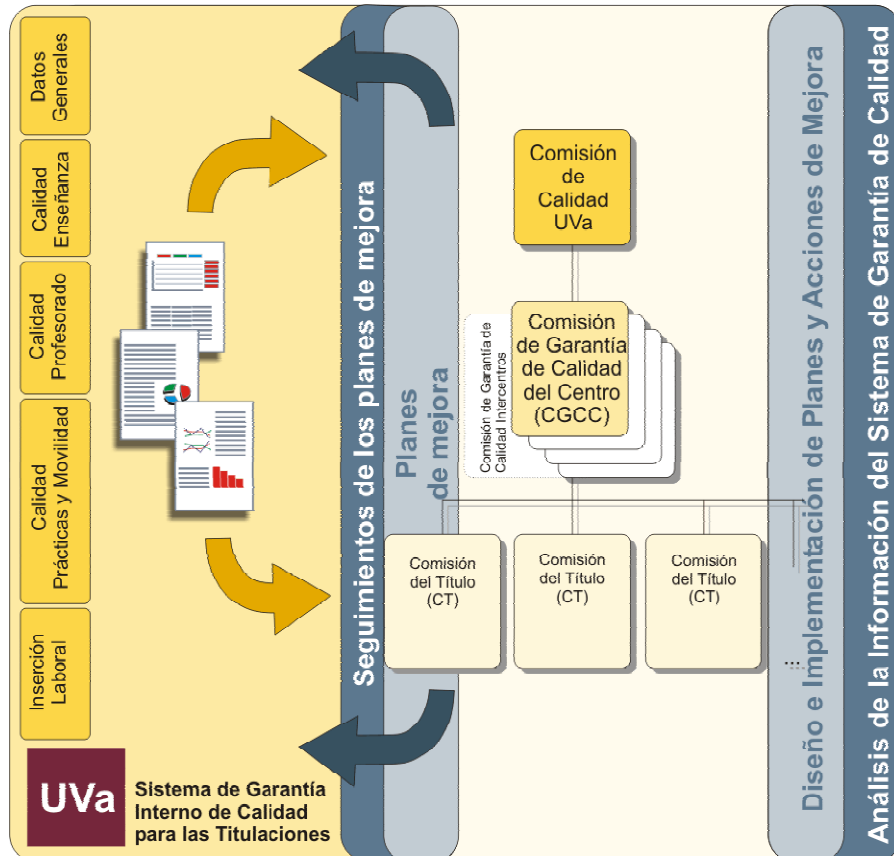 Datos
Generales
Calidad
Enseñanza
Calidad
Profesorado
Calidad
Prácticas y Movilidad
Inserción
Laboral
UVa
Sistema de Garantía
Interno de Calidad
para las Titulaciones
Seguimientos de los planes de mejora
Planes
de mejora
Comisión
de
Calidad
UVa
Comisión de Garantía de
Calidad Intercentros
Comisión
de Garantía
de Calidad
del Centro
(CGCC)
Comisión
del Título
(CT)
Comisión
del Título
(CT)
Comisión
del Título
(CT)
...
Diseño e Implementación de Planes y Acciones de Mejora
Análisis de la Información del Sistema de Garantía de Calidad